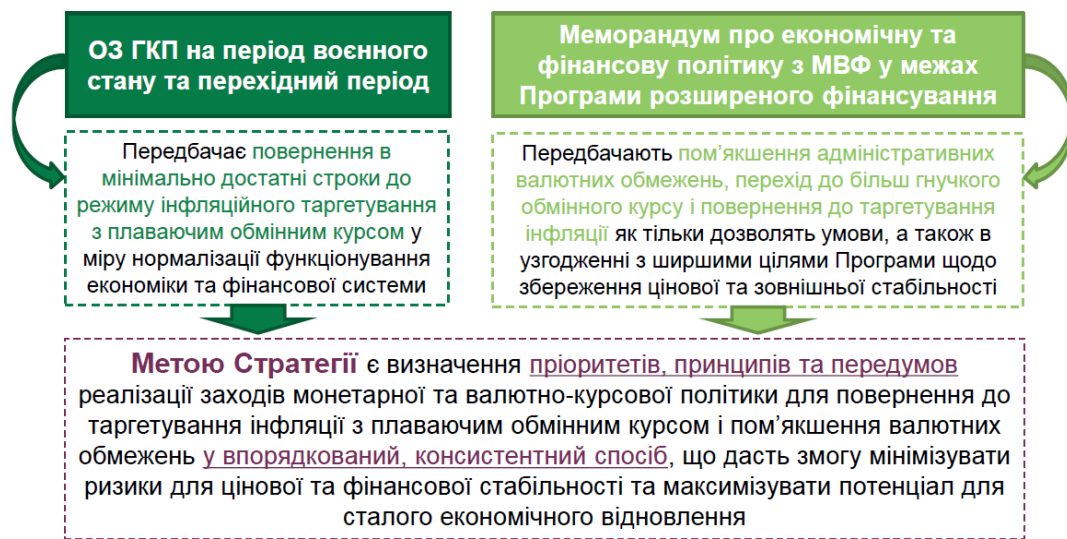 ОЗ ГКП на період воєнного
стану та перехідний період
Меморандум про економічну та
фінансову політику з МВФ у межах
Програми розширеного фінансування
Передбачає повернення в
мінімально достатні строки до
режиму інфляційного таргетування
з плаваючим обмінним курсом у
міру нормалізації функціонування
економіки та фінансової системи
Передбачають пом’якшення адміністративних
валютних обмежень, перехід до більш гнучкого
обмінного курсу і повернення до таргетування
інфляції як тільки дозволять умови, а також в
узгодженні з ширшими цілями Програми щодо
збереження цінової та зовнішньої стабільності
Метою Стратегії є визначення пріоритетів, принципів та передумов
реалізації заходів монетарної та валютно-курсової політики для повернення до
таргетування інфляції з плаваючим обмінним курсом і пом’якшення валютних
обмежень у впорядкований, консистентний спосіб, що дасть змогу мінімізувати
ризики для цінової та фінансової стабільності та максимізувати потенціал для
сталого економічного відновлення